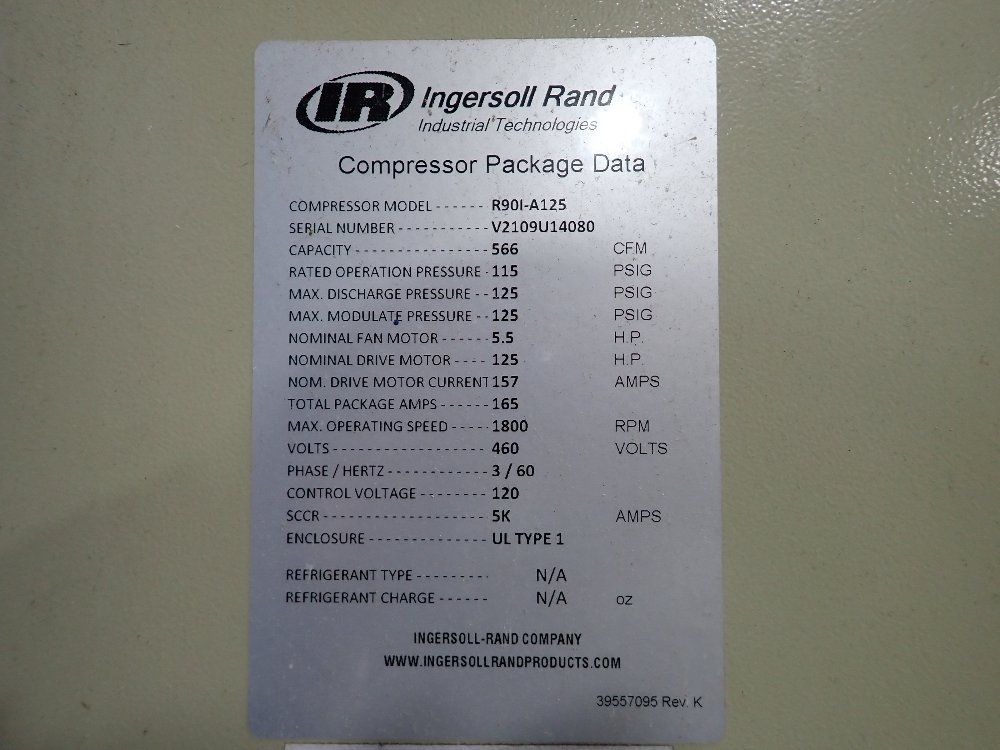 IR Ingersoll Rand
Industrial Technologies
Compressor Package Data
COMPRESSOR MODEL ------ R90I-A125
SERIAL NUMBER ---------- V2109U14080
CAPACITY --------------- 566 CFM
RATED OPERATION PRESSURE - 115 PSIG
MAX. DISCHARGE PRESSURE -- 125 PSIG
MAX. MODULATE PRESSURE -- 125 PSIG
NOMINAL FAN MOTOR ------ 5.5 H.P.
NOMINAL DRIVE MOTOR ---- 125 H.P.
NOM. DRIVE MOTOR CURRENT 157 AMPS
TOTAL PACKAGE AMPS ------ 165
MAX. OPERATING SPEED ---- 1800 RPM
VOLTS ----------------- 460 VOLTS
PHASE / HERTZ ----------- 3 / 60
CONTROL VOLTAGE -------- 120
SCCR ------------------ 5K AMPS
ENCLOSURE ------------- UL TYPE 1
REFRIGERANT TYPE -------- N/A
REFRIGERANT CHARGE ------ N/A oz
INGERSOLL-RAND COMPANY
WWW.INGERSOLLRANDPRODUCTS.COM
39557095 Rev. K